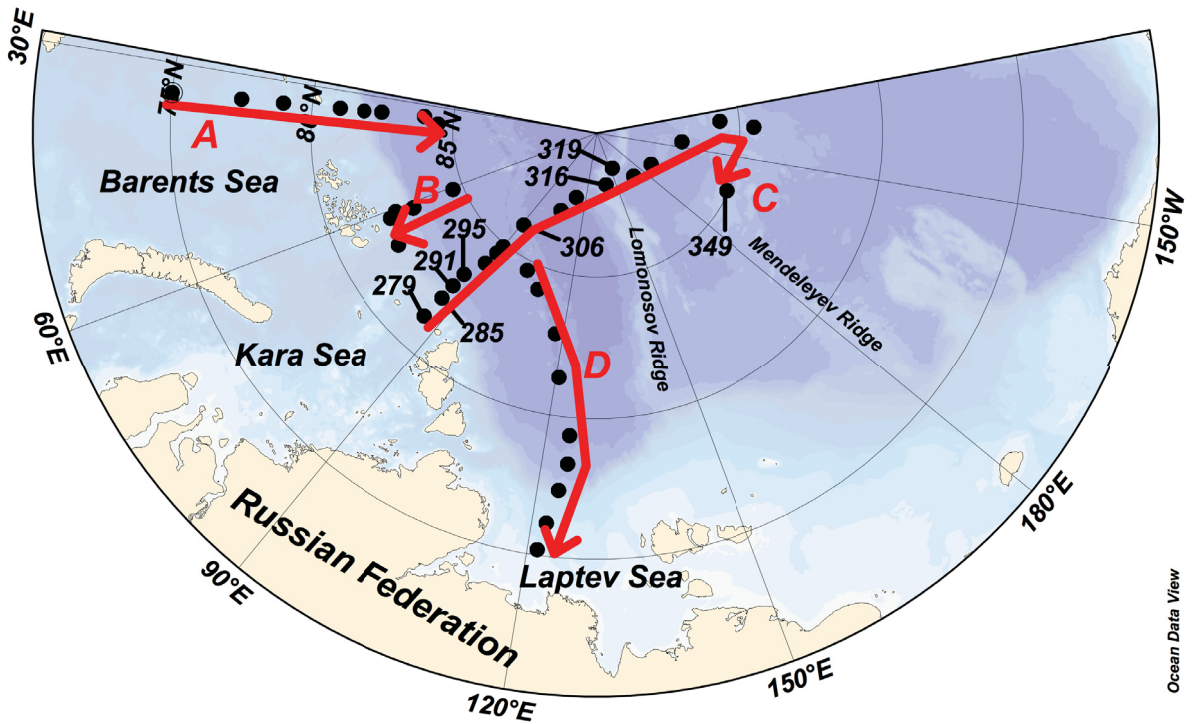 30°E
75°N
80°N
85°N
A
Barents Sea
B
319
316
C
295
306
349
291
279
285
Lomonosov Ridge
Mendeleyev Ridge
150°W
60°E
Kara Sea
D
180°E
Russian Federation
90°E
Laptev Sea
120°E
150°E
Ocean Data View